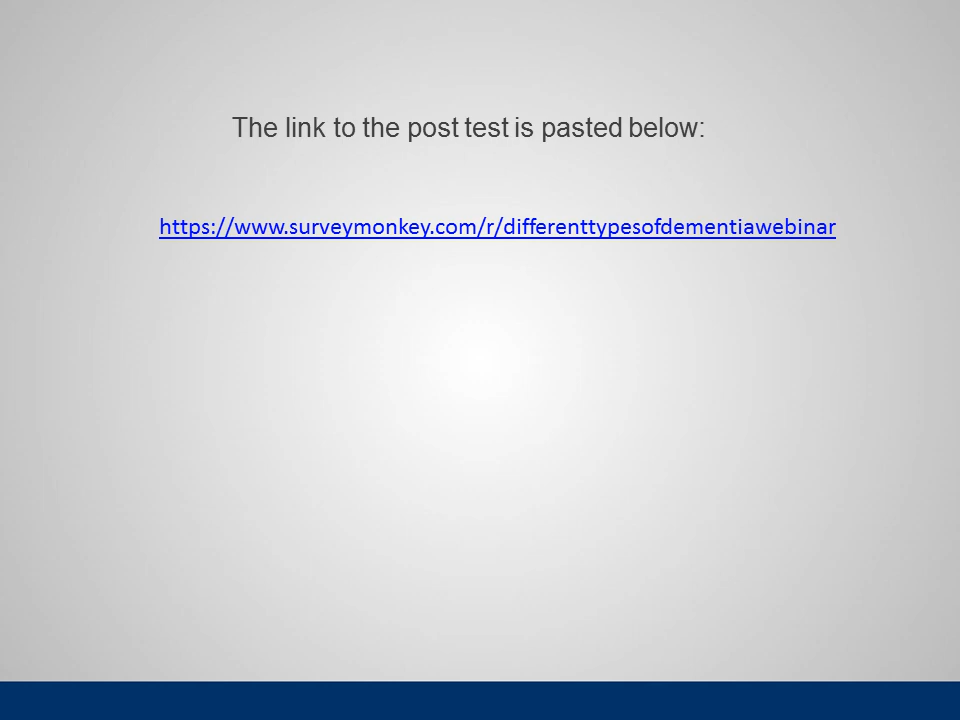 The link to the post test is pasted below:
https://www.surveymonkey.com/r/differenttypesofdementiawebinar